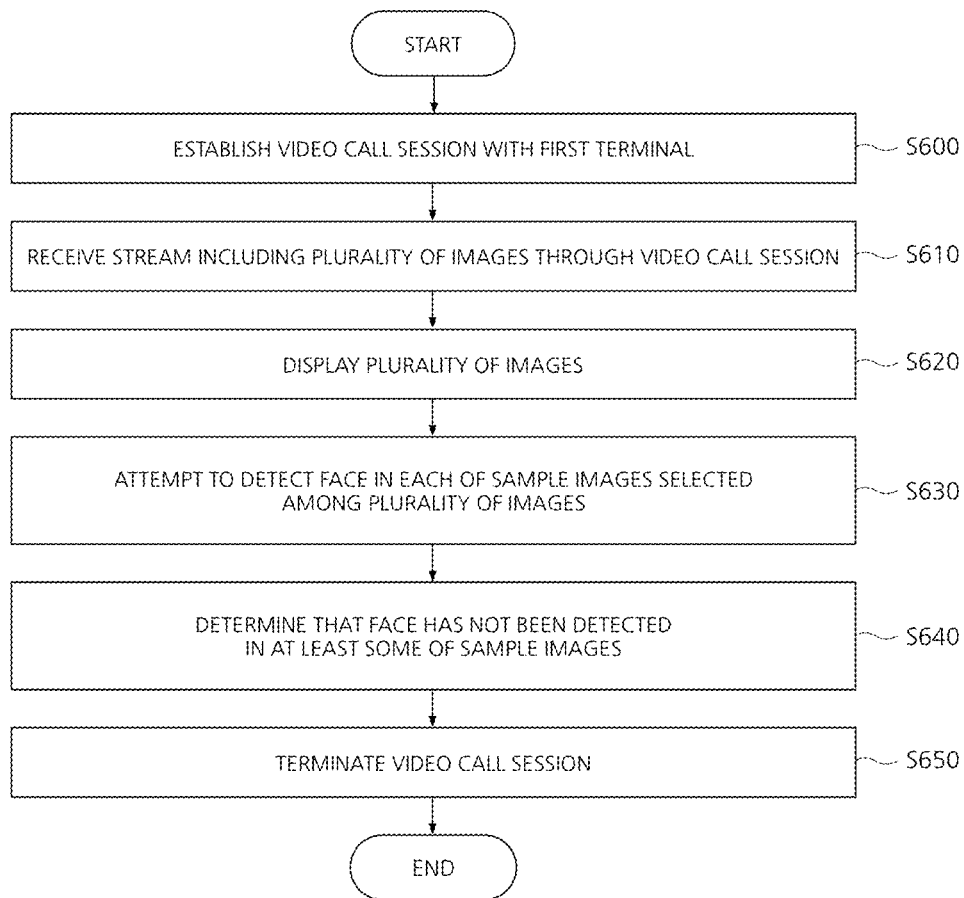 START
ESTABLISH VIDEO CALL SESSION WITH FIRST TERMINAL
S600
RECEIVE STREAM INCLUDING PLURALITY OF IMAGES THROUGH VIDEO CALL SESSION
S610
DISPLAY PLURALITY OF IMAGES
S620
ATTEMPT TO DETECT FACE IN EACH OF SAMPLE IMAGES SELECTED
AMONG PLURALITY OF IMAGES
S630
DETERMINE THAT FACE HAS NOT BEEN DETECTED
IN AT LEAST SOME OF SAMPLE IMAGES
S640
TERMINATE VIDEO CALL SESSION
S650
END